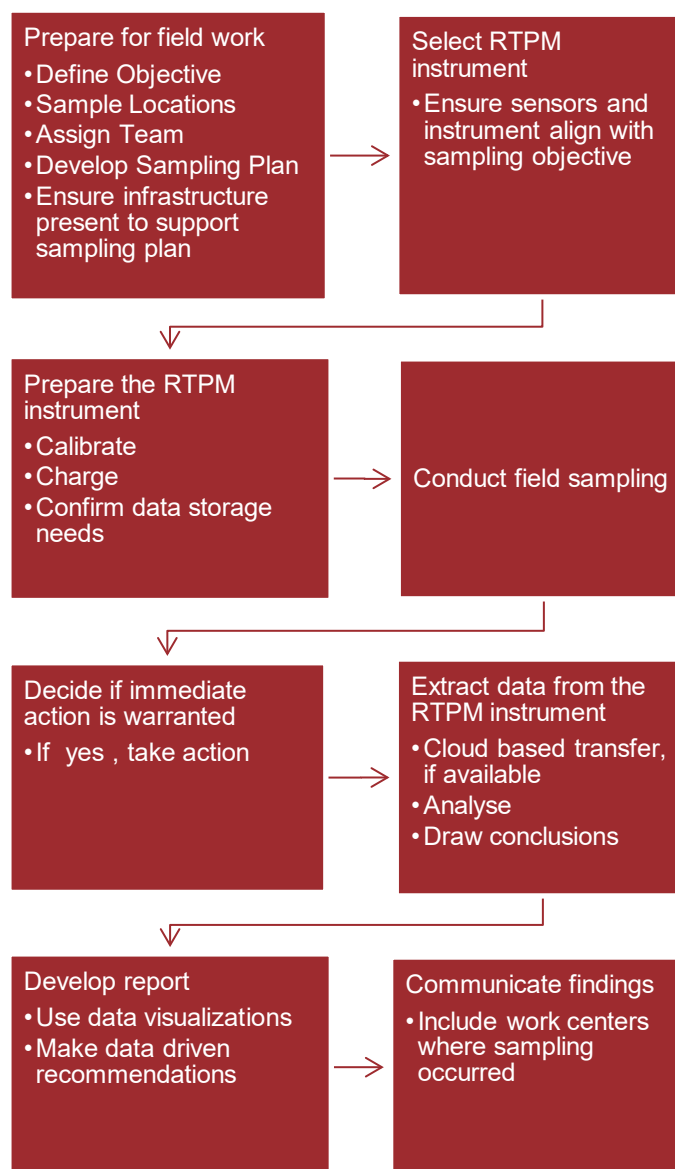 Prepare for field work
•Define Objective
•Sample Locations
•Assign Team
•Develop Sampling Plan
•Ensure infrastructure
present to support
sampling plan
Select RTPM
instrument
•Ensure sensors and
instrument align with
sampling objective
Prepare the RTPM
instrument
•Calibrate
•Charge
•Confirm data storage
needs
Conduct field sampling
Decide if immediate
action is warranted
•If yes , take action
Extract data from the
RTPM instrument
•Cloud based transfer,
if available
•Analyse
•Draw conclusions
Develop report
•Use data visualizations
•Make data driven
recommendations
Communicate findings
•Include work centers
where sampling
occurred